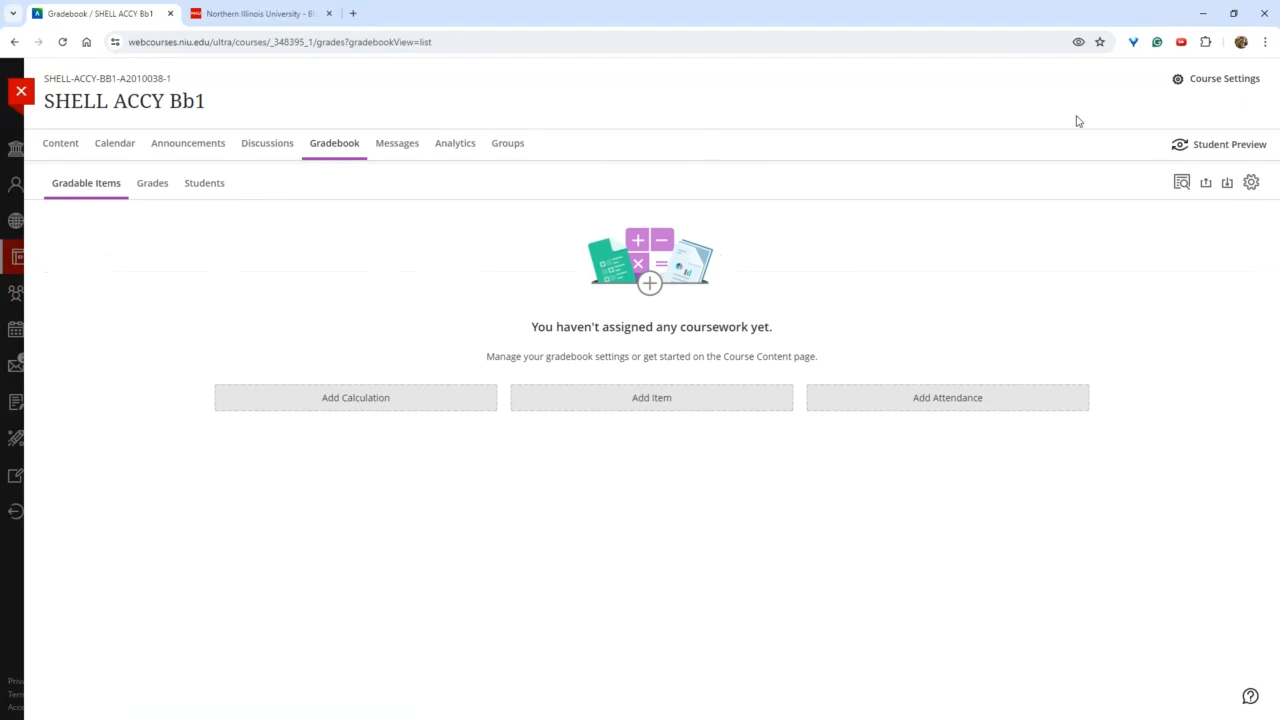 Gradebook / SHELL ACCY Bb1
Northern Illinois University - Bl
webcourses.niu.edu/ultra/courses/_348395_1/grades?gradebookView=list
SHELL-ACCY-BB1-A2010038-1
SHELL ACCY Bb1
Course Settings
Content Calendar Announcements Discussions Gradebook Messages Analytics Groups
Student Preview
Gradable Items Grades Students
You haven't assigned any coursework yet.
Manage your gradebook settings or get started on the Course Content page.
Add Calculation Add Item Add Attendance
Priv
Tern
Acce